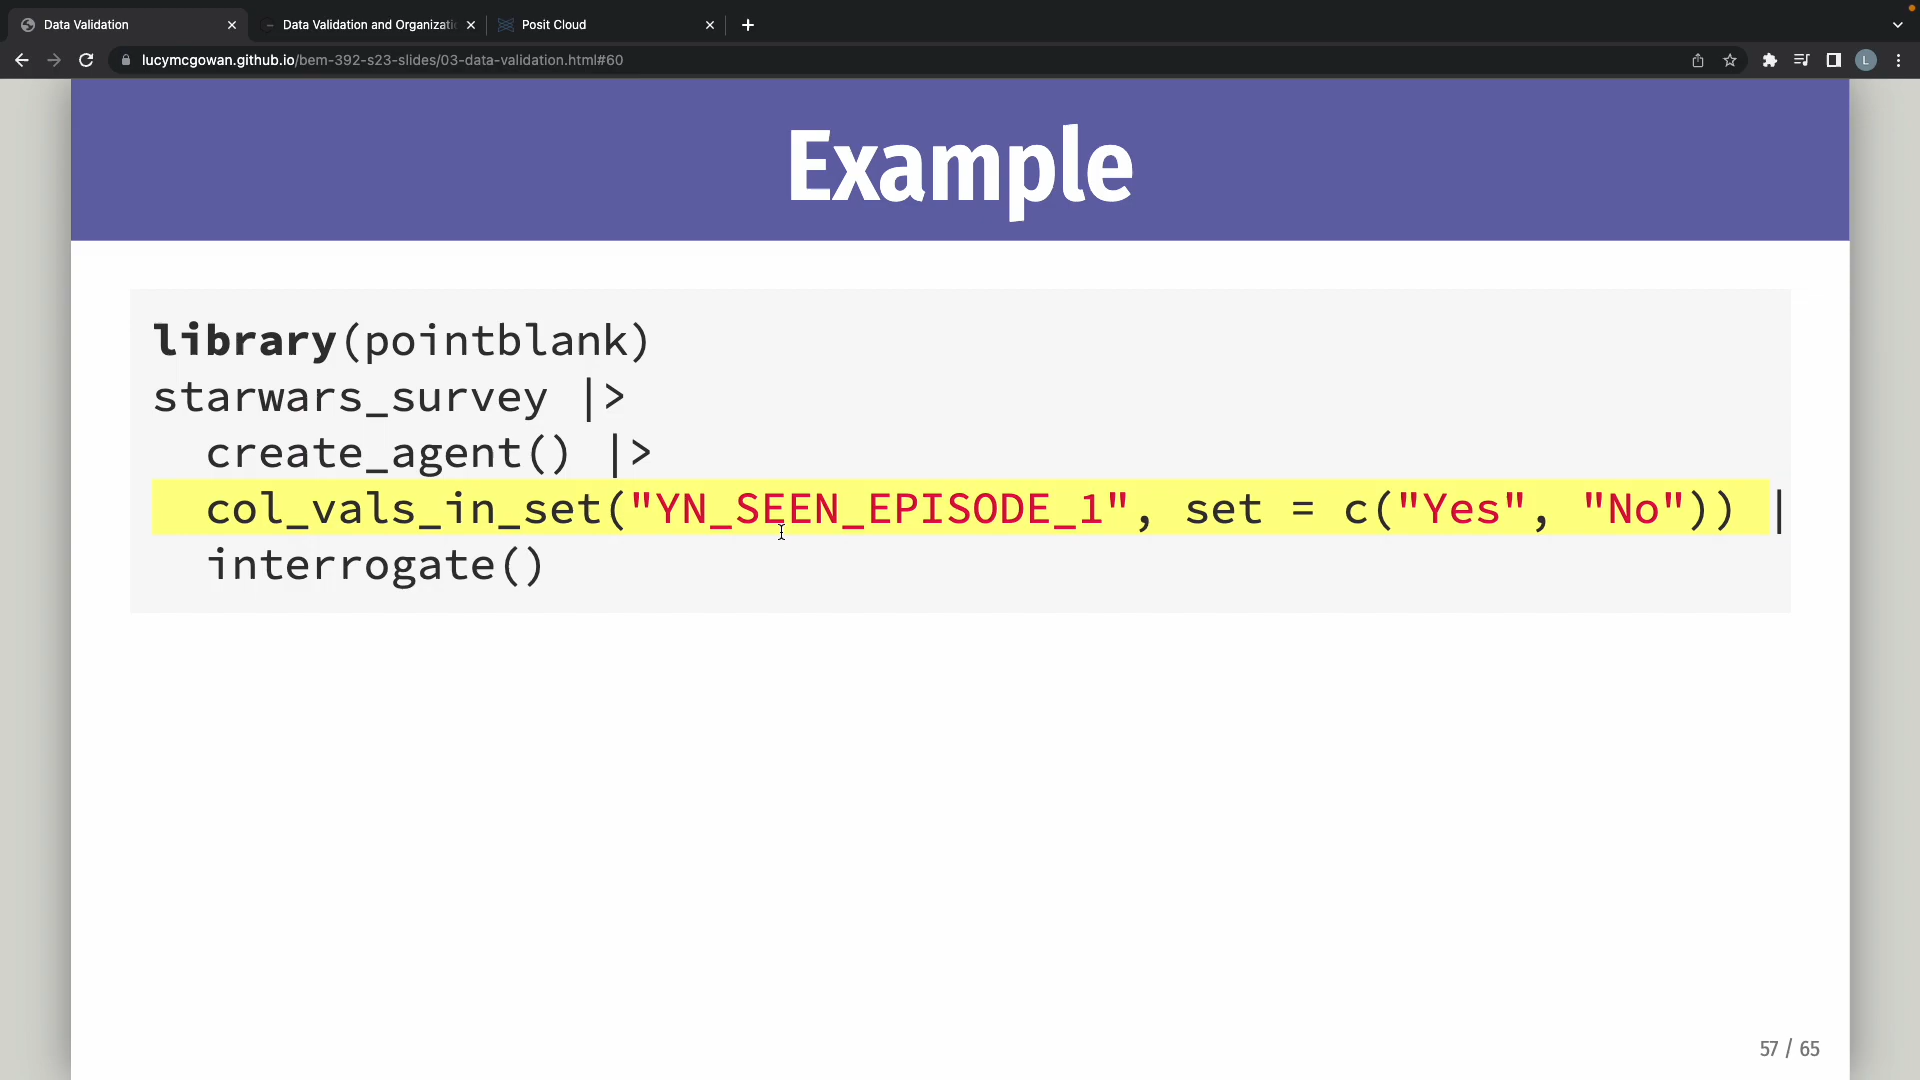 Data Validation
Data Validation and Organizati
Posit Cloud
lucymcgowan.github.io/bem-392-s23-slides/03-data-validation.html#60
L
Example
library(pointblank)
starwars_survey |>
create_agent() |>
col_vals_in_set("YN_SEEN_EPISODE_1", set = c("Yes", "No")) |
interrogate()
57 / 65